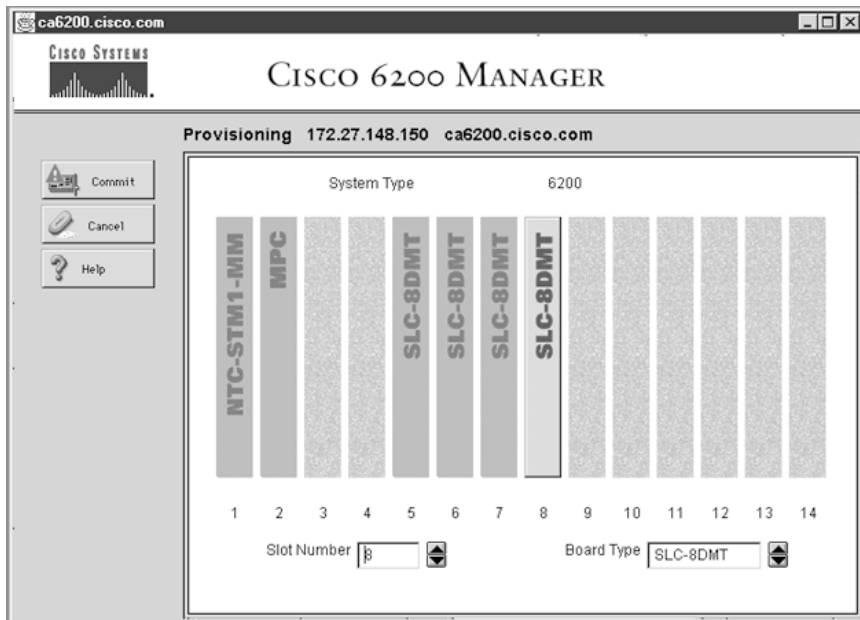 ca6200.cisco.com
CISCO SYSTEMS
CISCO 6200 MANAGER
Provisioning 172.27.148.150 ca6200.cisco.com
Commit
Cancel
Help
System Type 6200
NTC-STM1-MM
MPC
SLC-8DMT
SLC-8DMT
SLC-8DMT
SLC-8DMT
1 2 3 4 5 6 7 8 9 10 11 12 13 14
Slot Number 8
Board Type SLC-8DMT